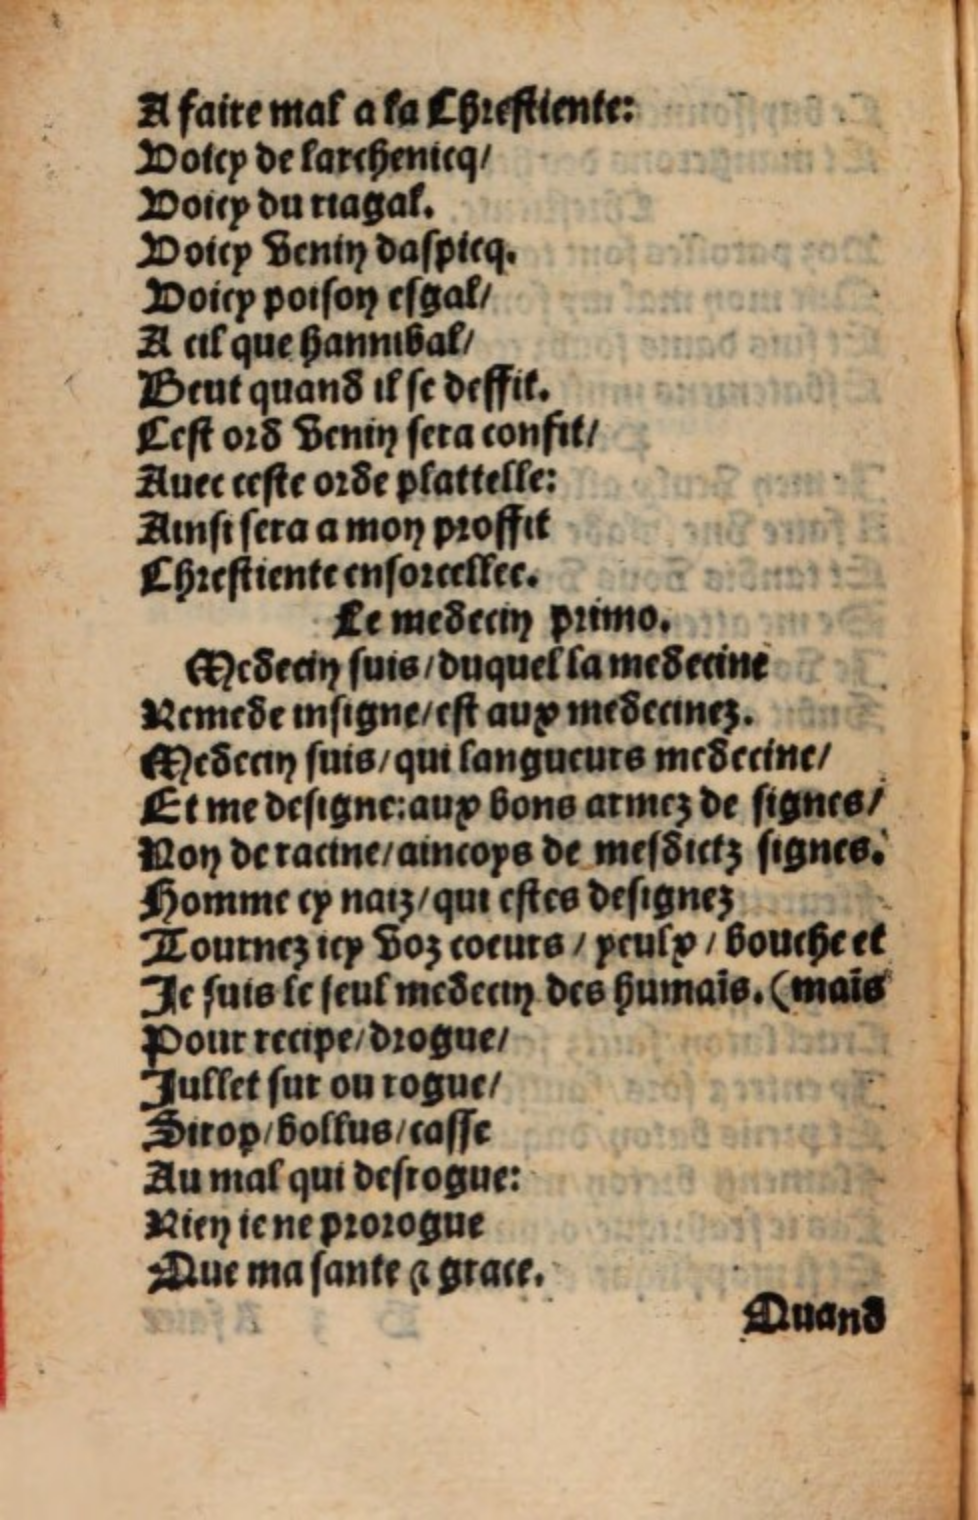 A faire mal a la Chrestiente:
Voicy de larchenicq/
Voicy du riagal.
Voicy venin daspicq.
Voicy poison esgal/
A cil que hannibal/
Beut quand il se deffit.
Cest ord venin sera confit/
Auec ceste orde plattelle:
Ainsi sera a mon proffit
Chrestiente ensorcellee.
Le medecin primo.
Medecin suis/duquel la medecine
Remede insigne/est aux medecinez.
Medecin suis/qui langueurs medecine/
Et me designe:aux bons armez de signes/
Non de racine/aincoys de mesdictz signes.
Homme cy naiz/qui estes designez
Tournez icy voz coeurs / yeulx / bouche et
Je suis le seul medecin des humaĩs. (maĩs
Pour recipe/drogue/
Jullet sur ou rogue/
Sirop/bollus/casse
Au mal qui desrogue:
Rien ie ne prorogue
Que ma sante ⁊ grace.
Quand